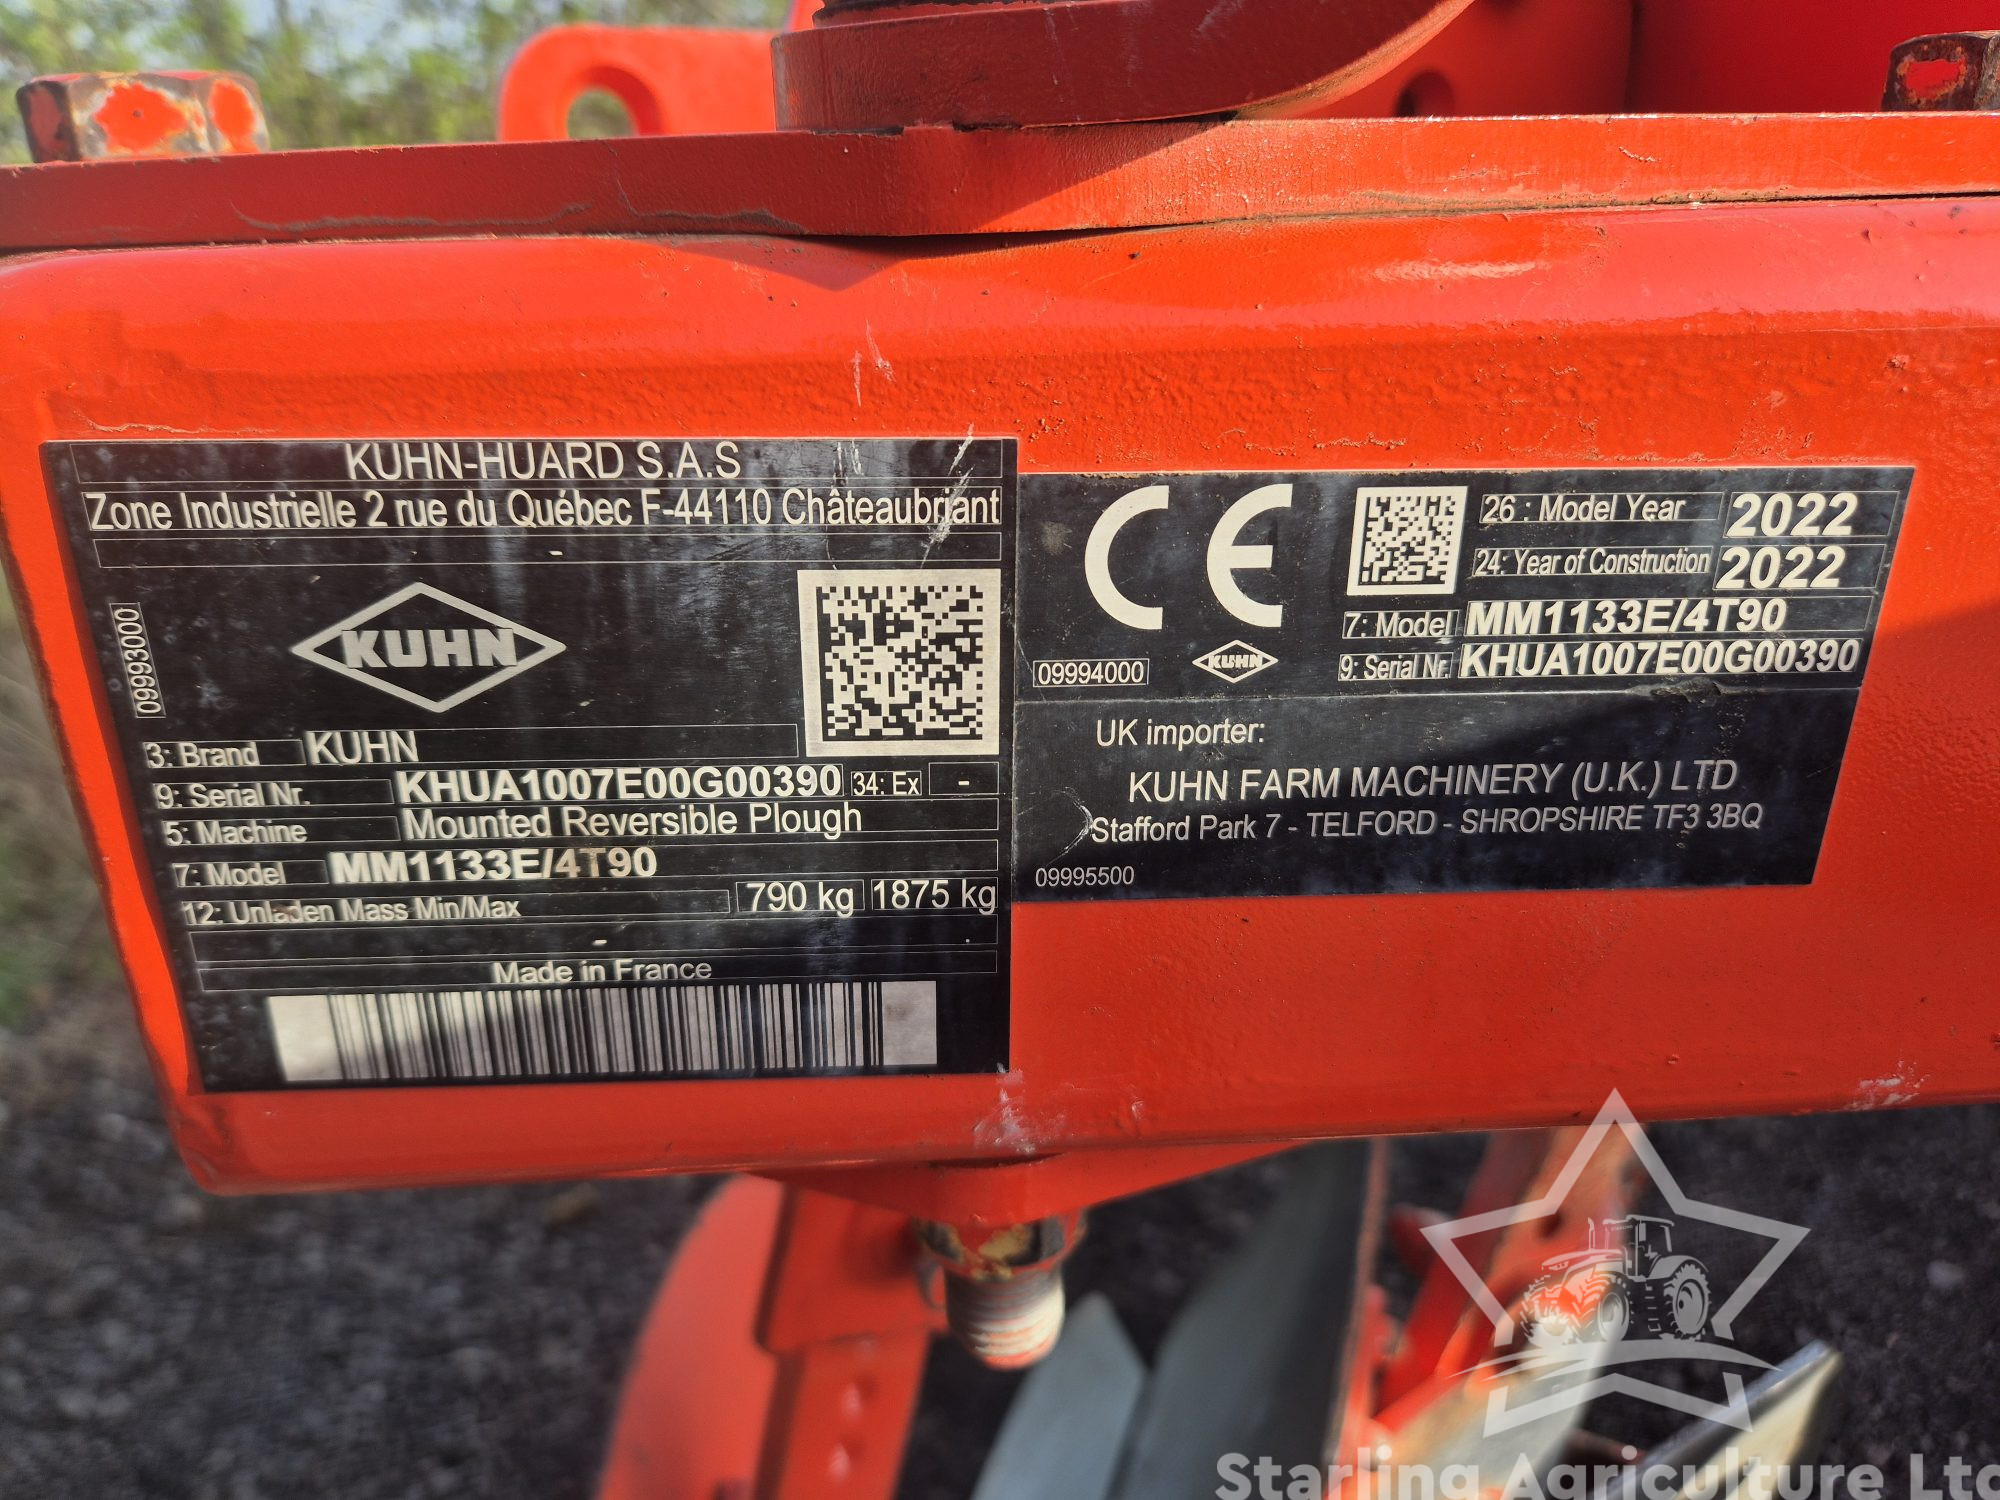 KUHN-HUARD S.A.S
Zone Industrielle 2 rue du Québec F-44110 Châteaubriant
-
09993000
KUHN
3: Brand KUHN
9: Serial Nr. KHUA1007E00G00390 34: Ex -
5: Machine Mounted Reversible Plough
7: Model MM1133E/4T90
12: Unladen Mass Min/Max 790 kg 1875 kg
-
Made in France
CE
26 : Model Year 2022
24: Year of Construction 2022
7: Model MM1133E/4T90
9: Serial Nr. KHUA1007E00G00390
09994000
KUHN
UK importer:
KUHN FARM MACHINERY (U.K.) LTD
Stafford Park 7 - TELFORD - SHROPSHIRE TF3 3BQ
09995500
Starling Agriculture Ltd